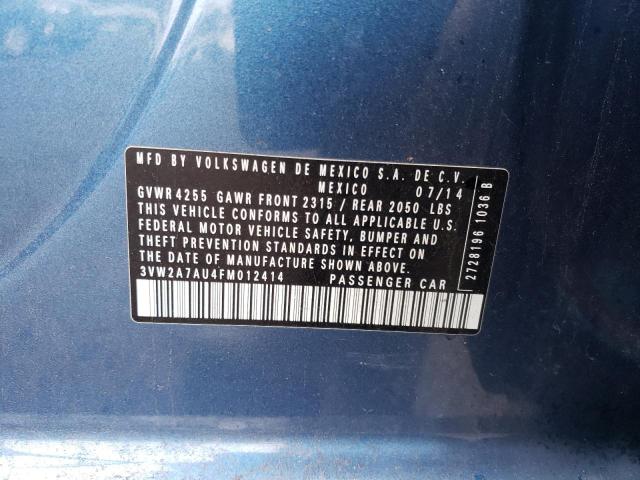 MFD BY VOLKSWAGEN DE MEXICO S.A. DE C.V.
MEXICO 07/14
GVWR 4255 GAWR FRONT 2315 / REAR 2050 LBS
THIS VEHICLE CONFORMS TO ALL APPLICABLE U.S.
FEDERAL MOTOR VEHICLE SAFETY, BUMPER AND
THEFT PREVENTION STANDARDS IN EFFECT ON
THE DATE OF MANUFACTURE SHOWN ABOVE.
3VW2A7AU4FM012414 PASSENGER CAR
2728196 1036 B